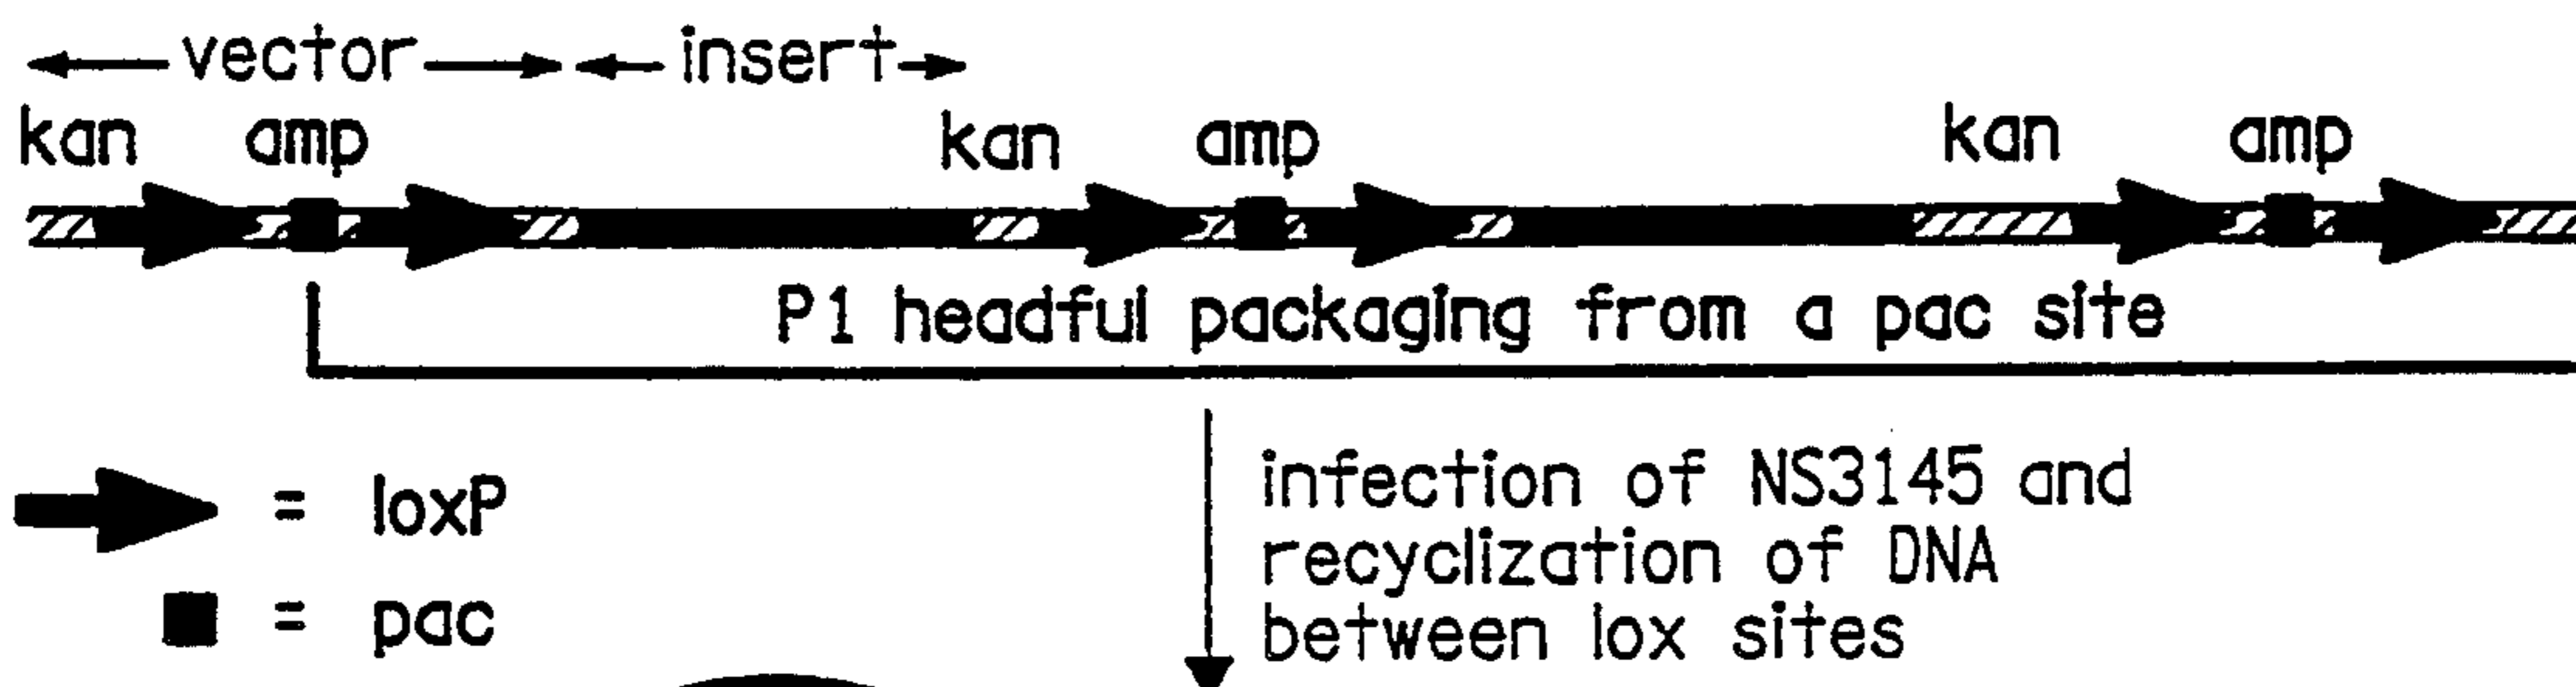 vector insert
kan amp kan amp kan amp
P1 headful packaging from a pac site
infection of NS3145 and
recyclization of DNA
between lox sites
= loxP
= pac